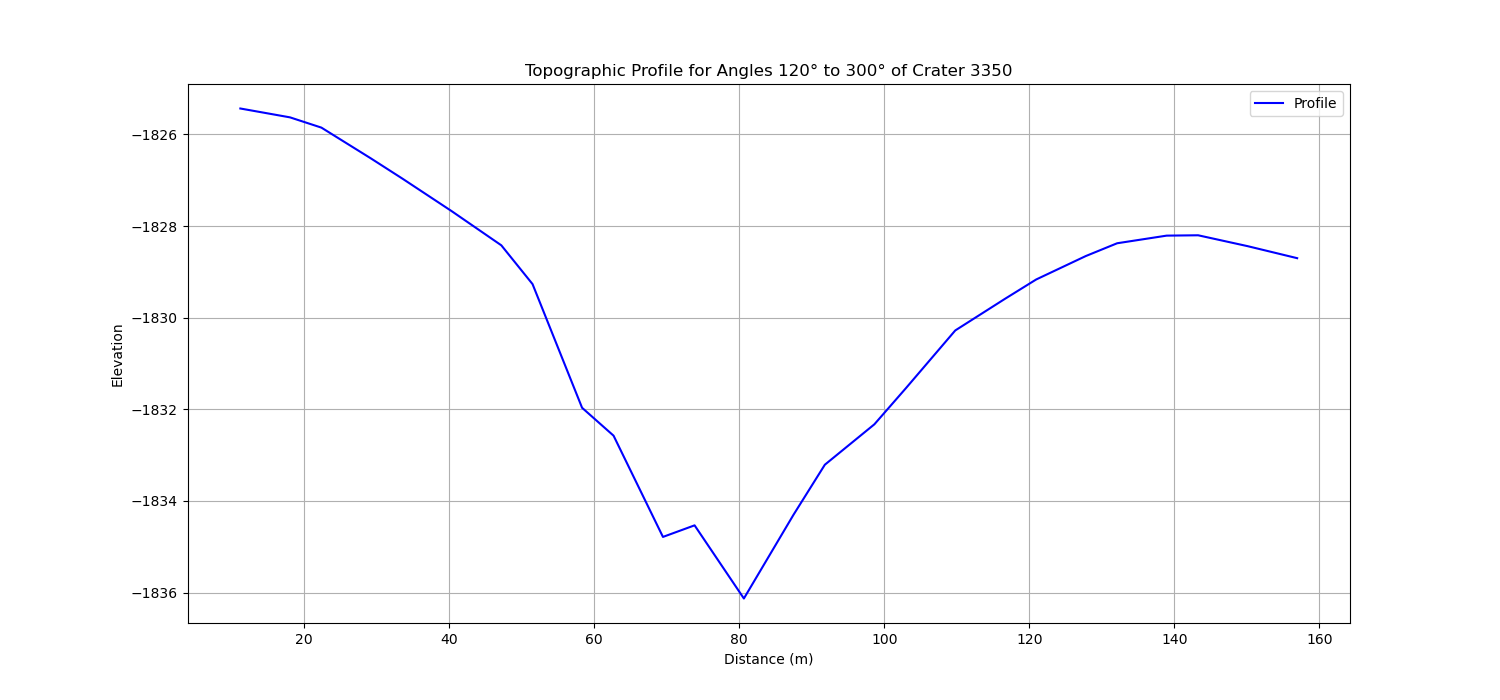 Topographic Profile for Angles 120° to 300° of Crater 3350
Profile
−1826
−1828
−1830
−1832
−1834
−1836
Elevation
20 40 60 80 100 120 140 160
Distance (m)